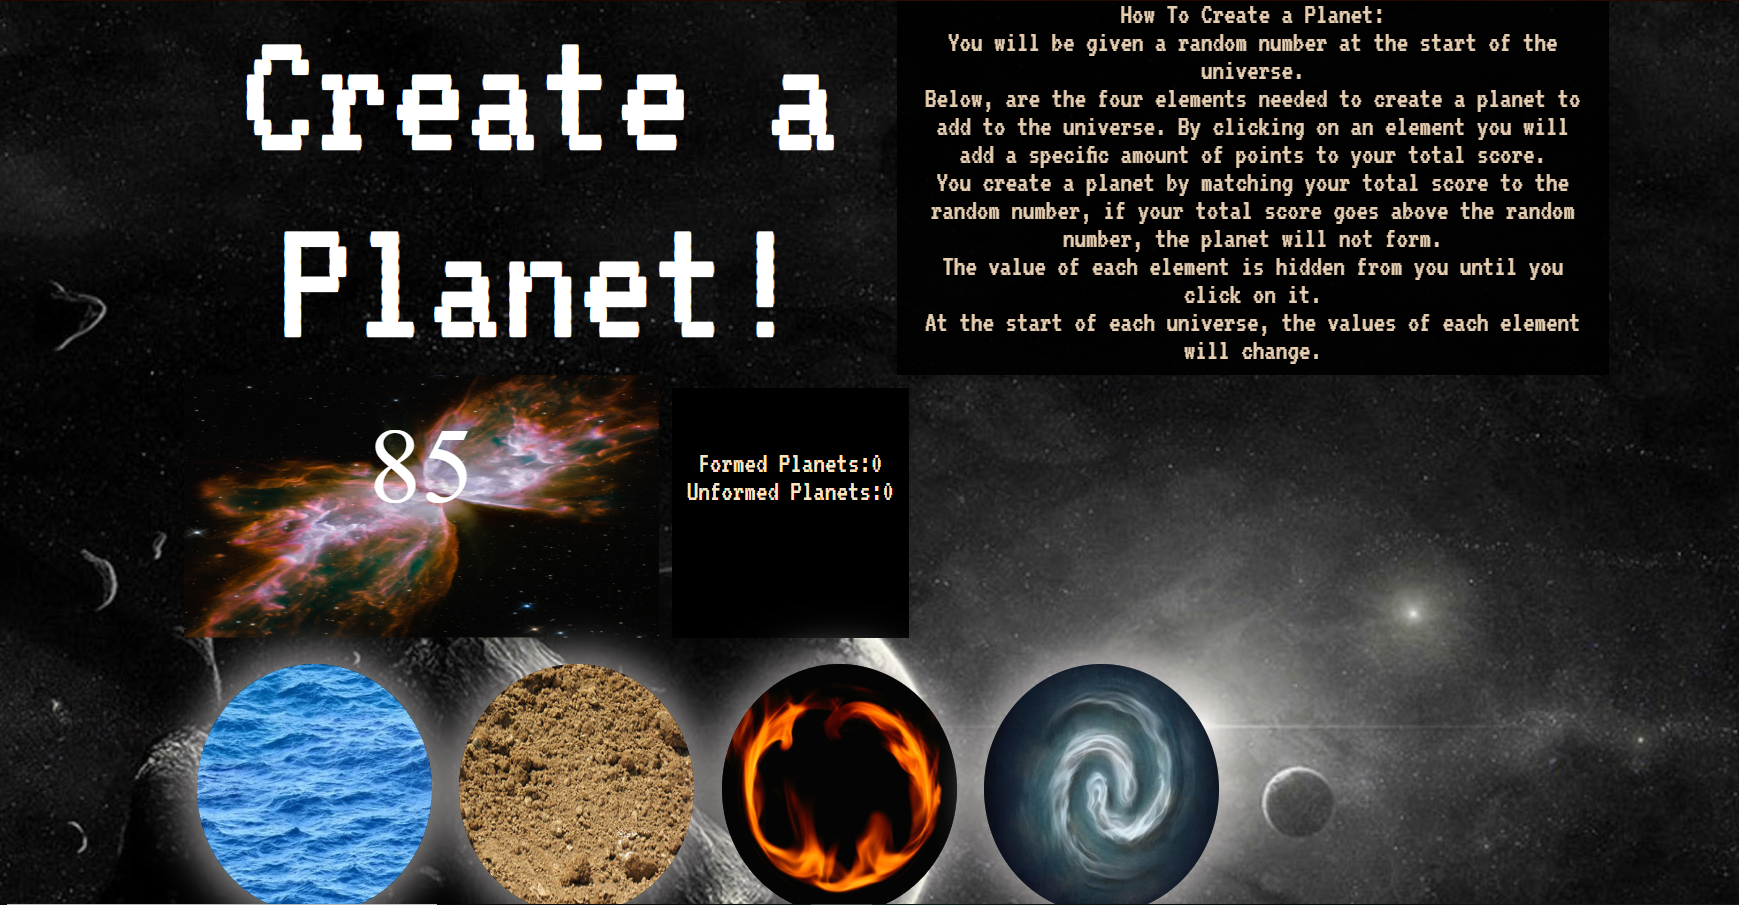 Create a
Planet!
How To Create a Planet:
You will be given a random number at the start of the
universe.
Below, are the four elements needed to create a planet to
add to the universe. By clicking on an element you will
add a specific amount of points to your total score.
You create a planet by matching your total score to the
random number, if your total score goes above the random
number, the planet will not form.
The value of each element is hidden from you until you
click on it.
At the start of each universe, the values of each element
will change.
85
Formed Planets:0
Unformed Planets:0